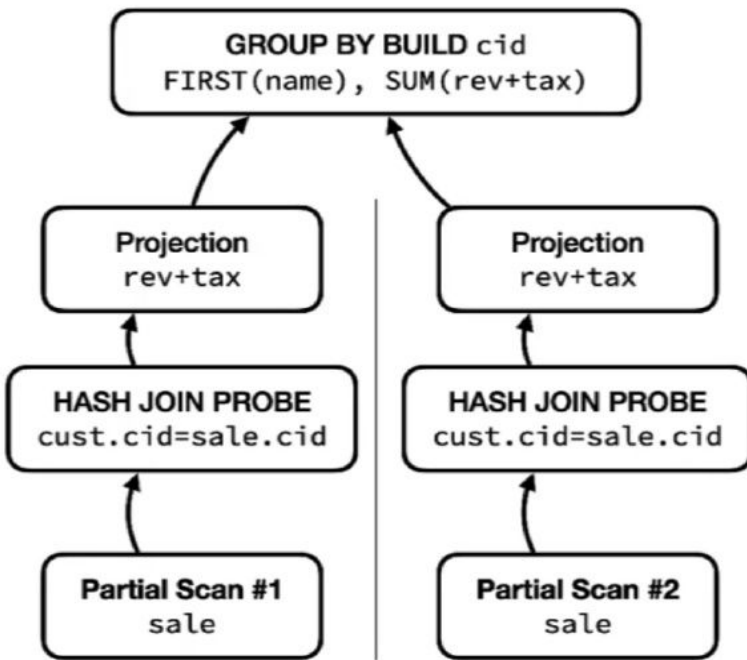 GROUP BY BUILD cid
FIRST(name), SUM(rev+tax)
Projection
rev+tax
Projection
rev+tax
HASH JOIN PROBE
cust.cid=sale.cid
HASH JOIN PROBE
cust.cid=sale.cid
Partial Scan #1
sale
Partial Scan #2
sale